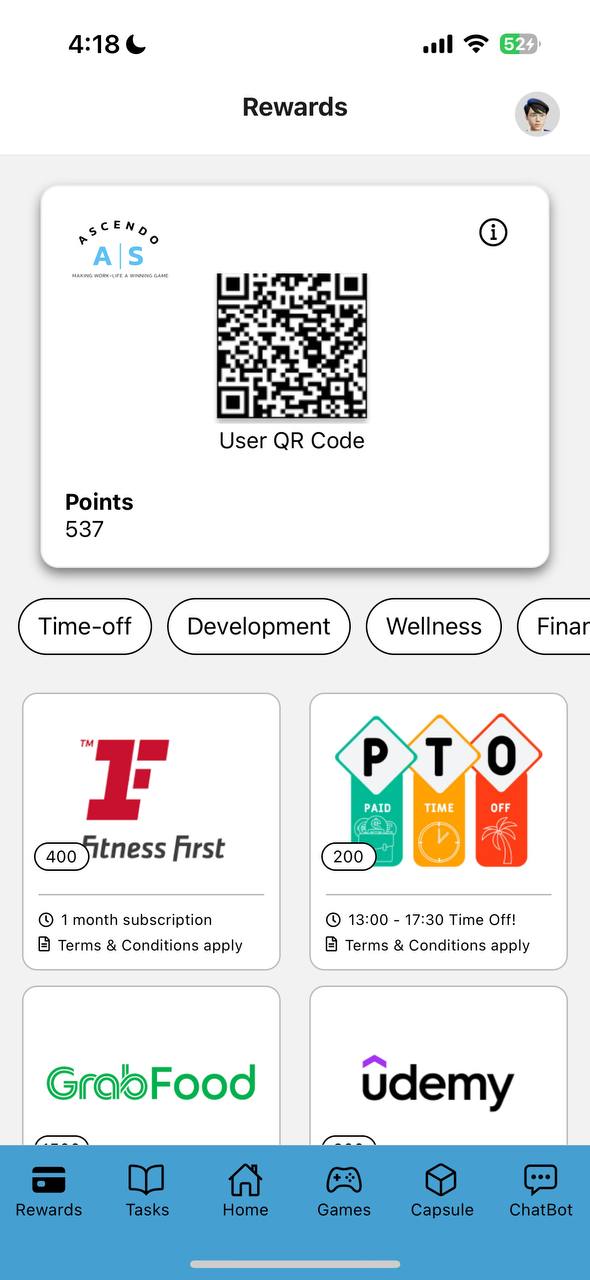 4:18
52
Rewards
ASCENDO
A|S
MAKING WORK-LIFE A WINNING GAME
User QR Code
Points
537
Time-off
Development
Wellness
Finan
TM
Fitness First
400
1 month subscription
Terms & Conditions apply
P T O
PAID TIME OFF
200
13:00 - 17:30 Time Off!
Terms & Conditions apply
GrabFood
udemy
Rewards
Tasks
Home
Games
Capsule
ChatBot